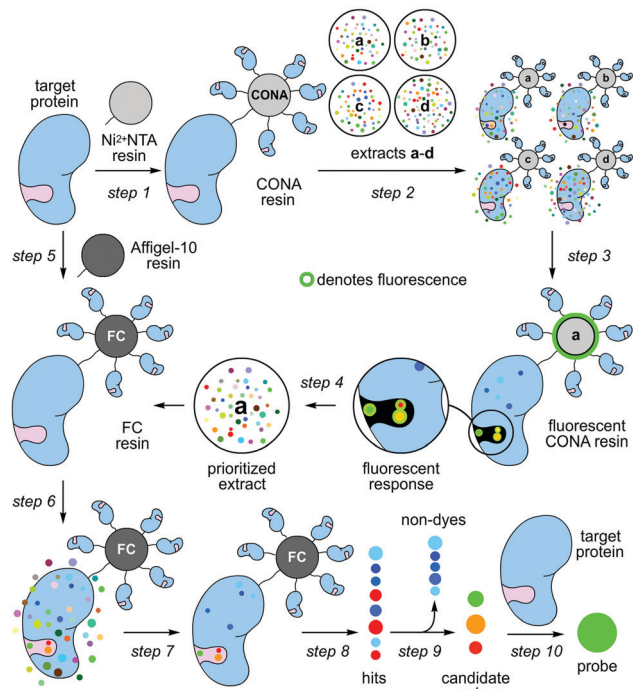 target
protein
Ni2+NTA
resin
step 1
CONA
CONA
resin
a
b
c
d
extracts a-d
step 2
a
b
c
d
step 3
step 5
Affigel-10
resin
denotes fluorescence
FC
FC
resin
a
prioritized
extract
step 4
fluorescent
response
a
fluorescent
CONA resin
step 6
FC
step 7
FC
step 8
hits
non-dyes
step 9
candidate
target
protein
step 10
probe